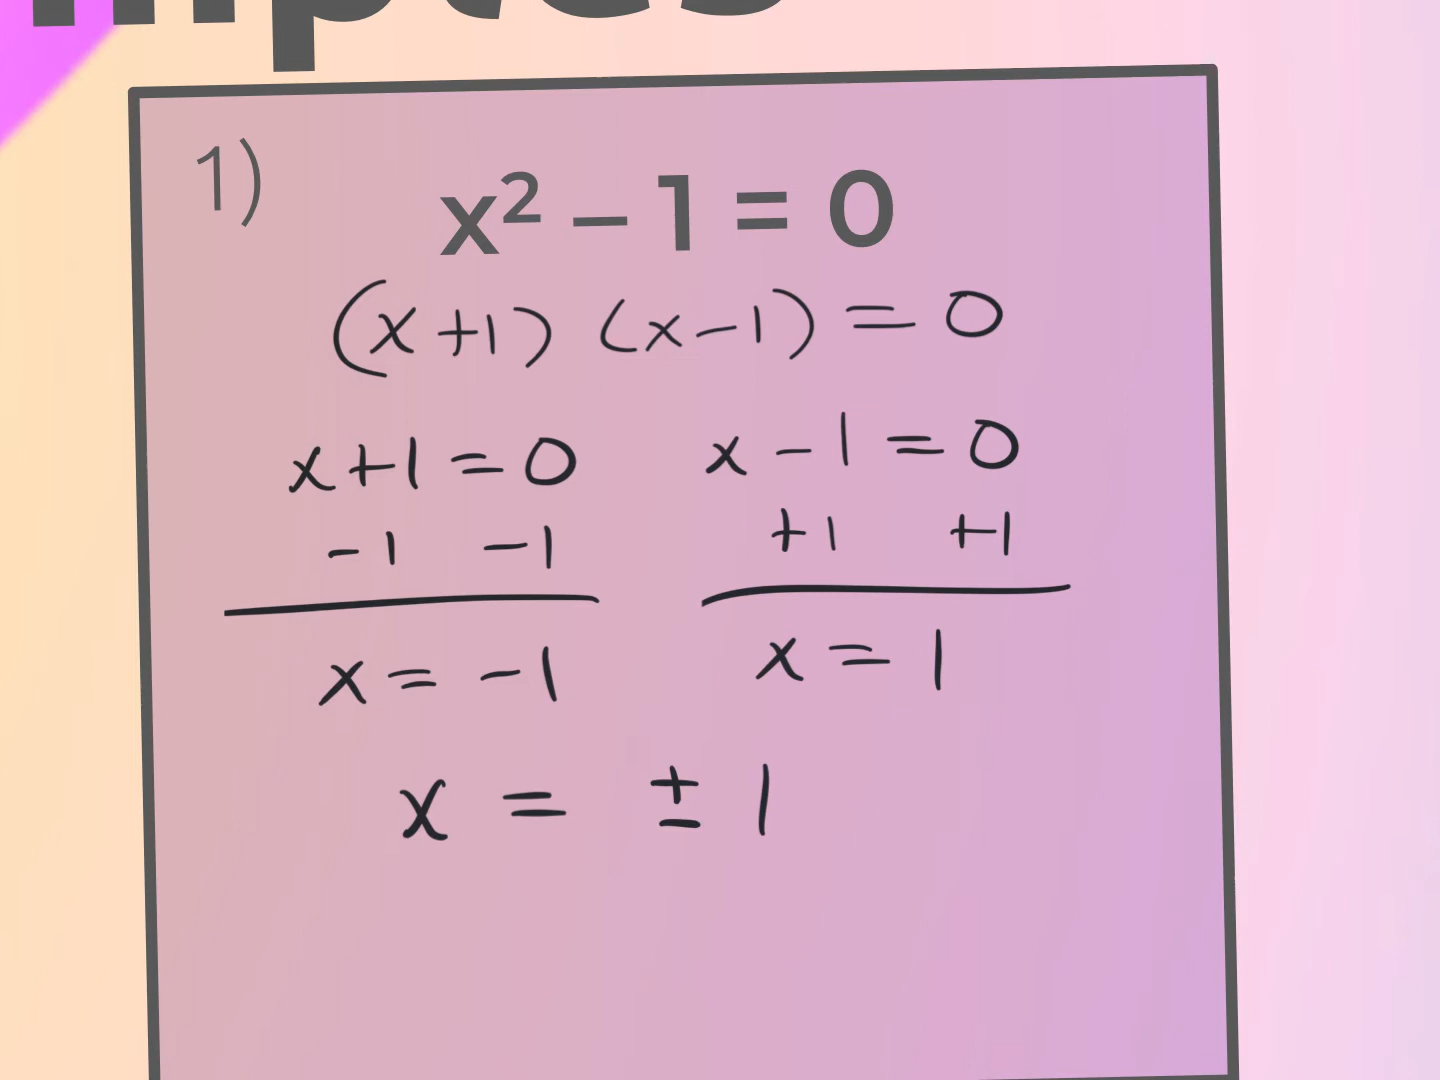 1)
x² – 1 = 0
(x+1) (x-1) = 0
x+1=0 x-1=0
-1 -1 +1 +1
x = -1 x = 1
x = ± 1